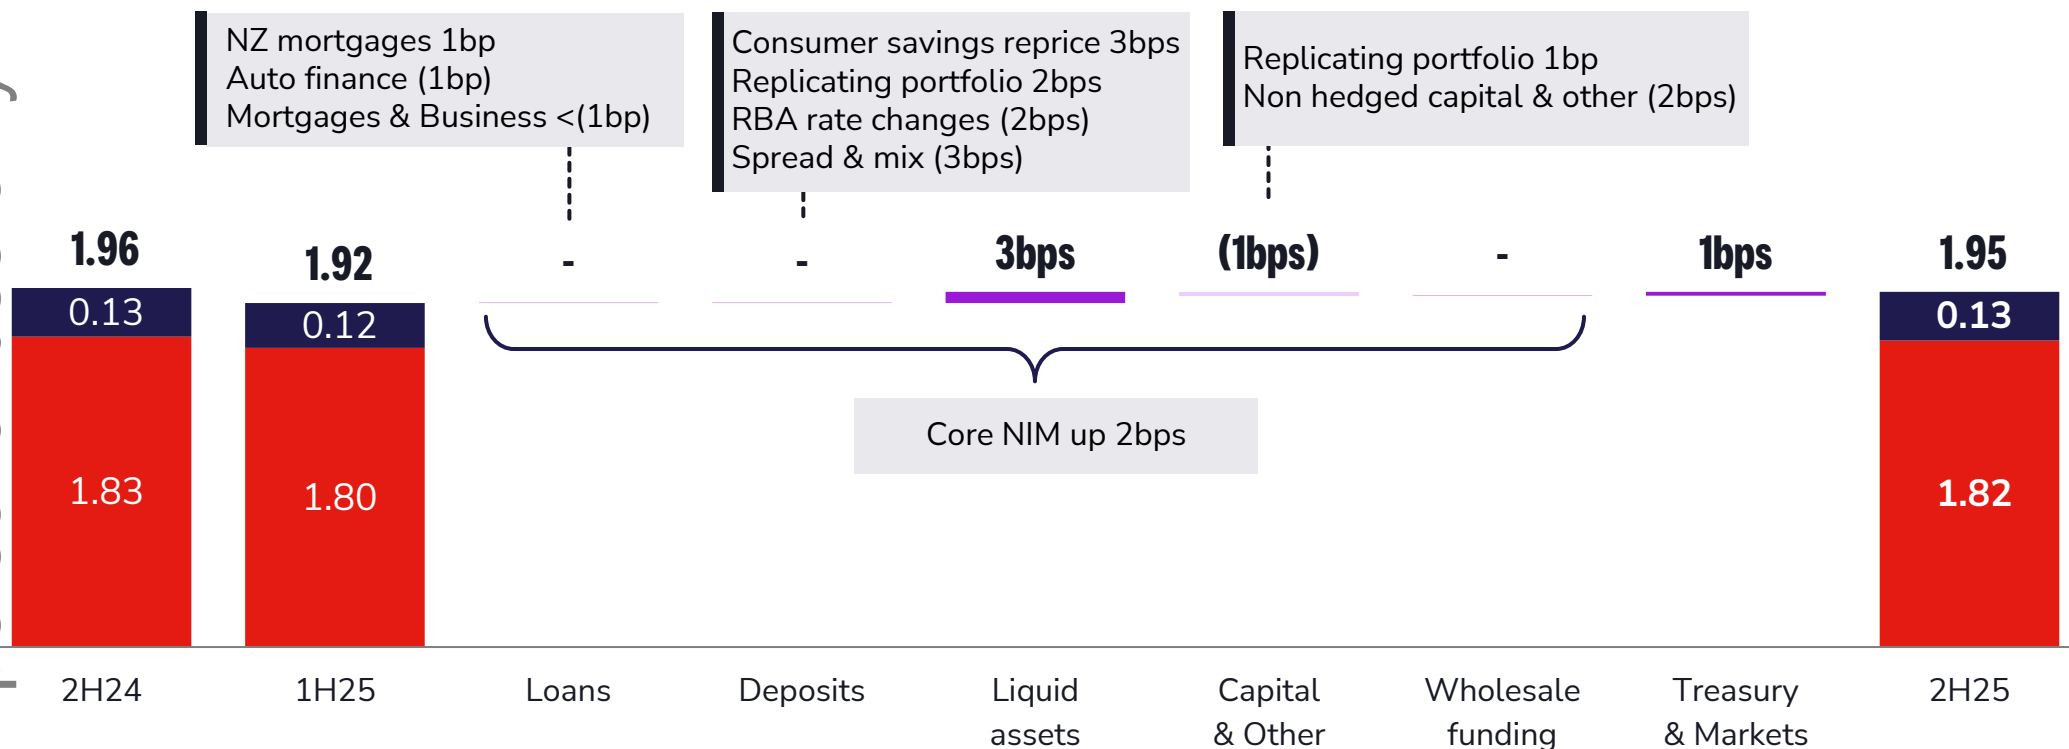 NZ mortgages 1bp
Auto finance (1bp)
Mortgages & Business <(1bp)
Consumer savings reprice 3bps
Replicating portfolio 2bps
RBA rate changes (2bps)
Spread & mix (3bps)
Replicating portfolio 1bp
Non hedged capital & other (2bps)
1.96
1.92
-
-
3bps
(1bps)
-
1bps
1.95
0.13
0.12
0.13
Core NIM up 2bps
1.83
1.80
1.82
2H24
1H25
Loans
Deposits
Liquid
assets
Capital
& Other
Wholesale
funding
Treasury
& Markets
2H25